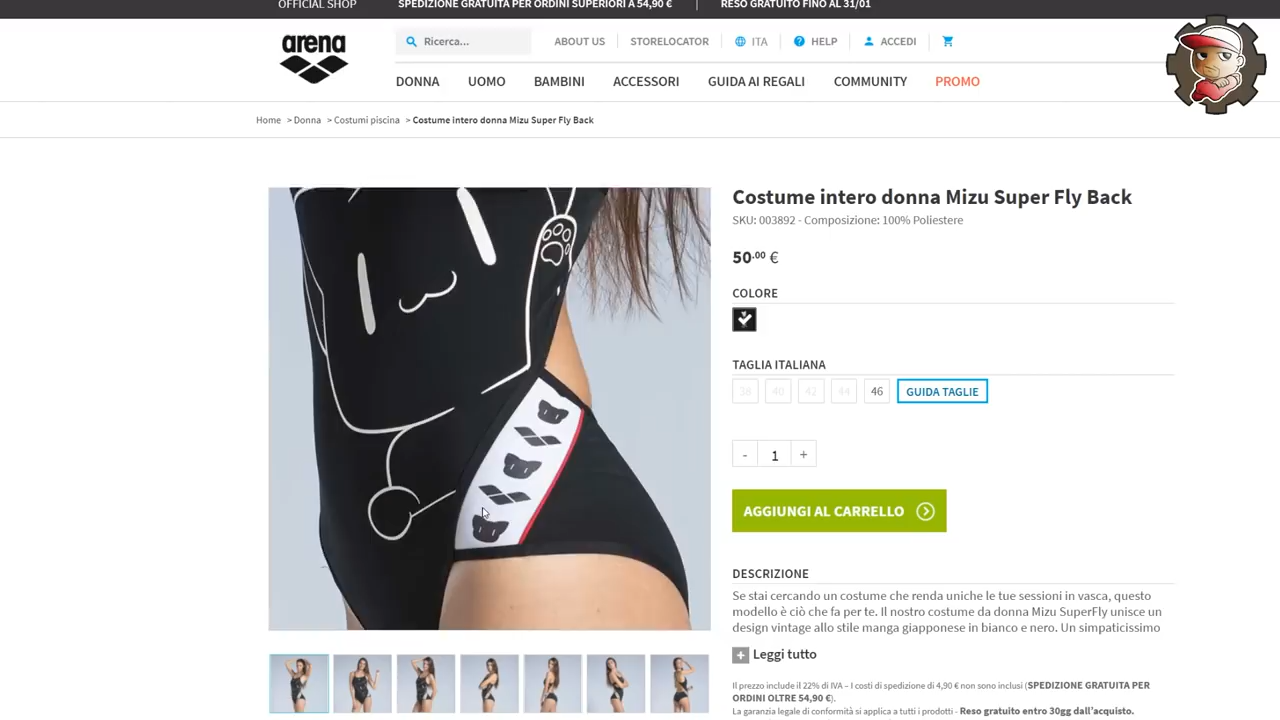 OFFICIAL SHOP
SPEDIZIONE GRATUITA PER ORDINI SUPERIORI A 54,90 €
RESO GRATUITO FINO AL 31/01
arena
Ricerca...
ABOUT US
STORELOCATOR
ITA
HELP
ACCEDI
DONNA
UOMO
BAMBINI
ACCESSORI
GUIDA AI REGALI
COMMUNITY
PROMO
Home > Donna > Costumi piscina > Costume intero donna Mizu Super Fly Back
Costume intero donna Mizu Super Fly Back
SKU: 003892 - Composizione: 100% Poliestere
50.00 €
COLORE
TAGLIA ITALIANA
38 40 42 44 46 GUIDA TAGLIE
- 1 +
AGGIUNGI AL CARRELLO
DESCRIZIONE
Se stai cercando un costume che renda uniche le tue sessioni in vasca, questo
modello è ciò che fa per te. Il nostro costume da donna Mizu SuperFly unisce un
design vintage allo stile manga giapponese in bianco e nero. Un simpaticissimo
+ Leggi tutto
Il prezzo include il 22% di IVA – I costi di spedizione di 4,90 € non sono inclusi (SPEDIZIONE GRATUITA PER
ORDINI OLTRE 54,90 €).
La garanzia legale di conformità si applica a tutti i prodotti - Reso gratuito entro 30gg dall'acquisto.